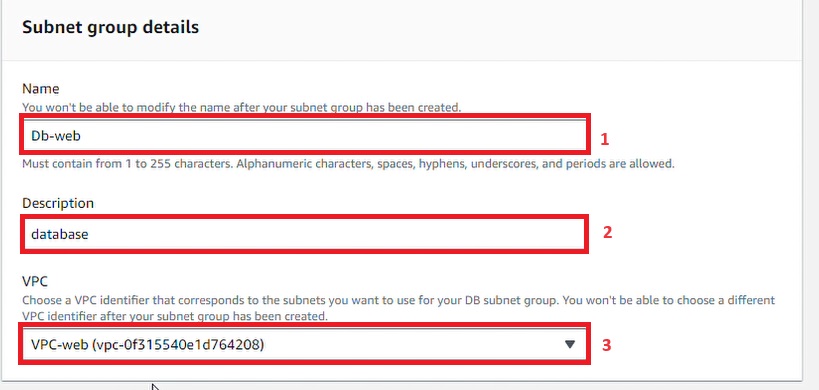 Subnet group details
Name
You won't be able to modify the name after your subnet group has been created.
Db-web
1
Must contain from 1 to 255 characters. Alphanumeric characters, spaces, hyphens, underscores, and periods are allowed.
Description
database
2
VPC
Choose a VPC identifier that corresponds to the subnets you want to use for your DB subnet group. You won't be able to choose a different
VPC identifier after your subnet group has been created.
VPC-web (vpc-0f315540e1d764208)
3